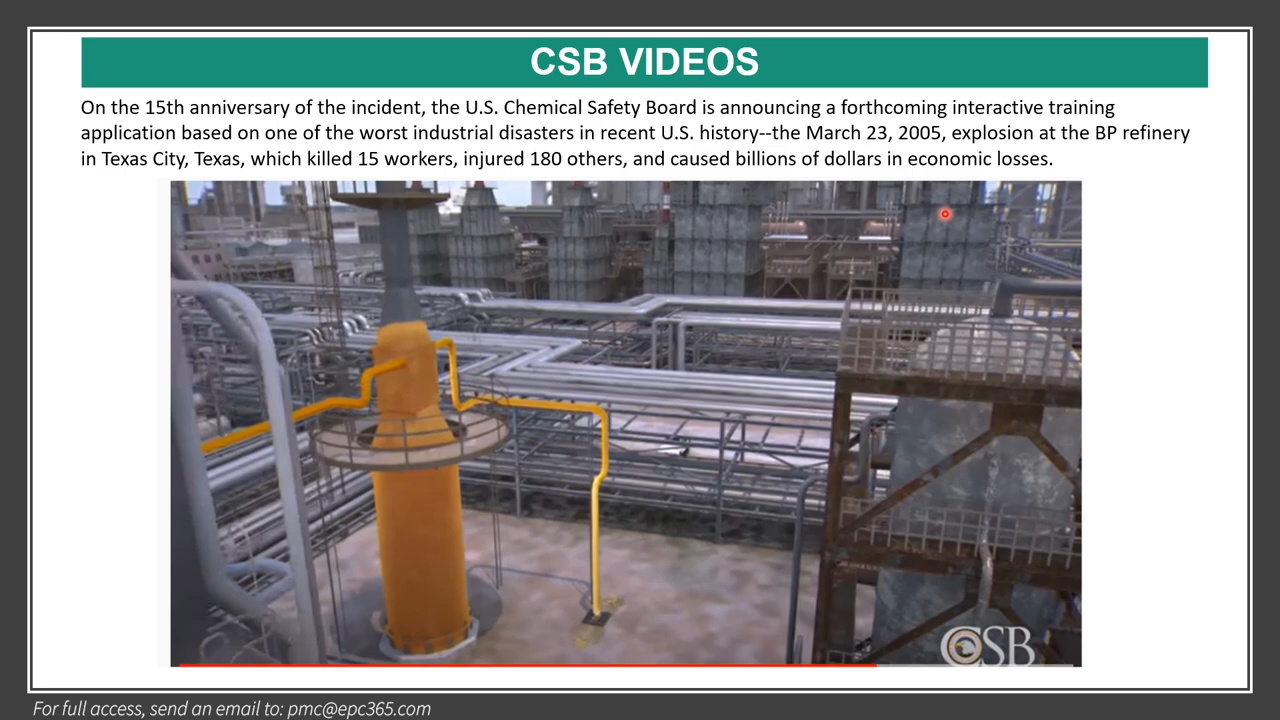 CSB VIDEOS
On the 15th anniversary of the incident, the U.S. Chemical Safety Board is announcing a forthcoming interactive training
application based on one of the worst industrial disasters in recent U.S. history--the March 23, 2005, explosion at the BP refinery
in Texas City, Texas, which killed 15 workers, injured 180 others, and caused billions of dollars in economic losses.
CSB
For full access, send an email to: pmc@epc365.com